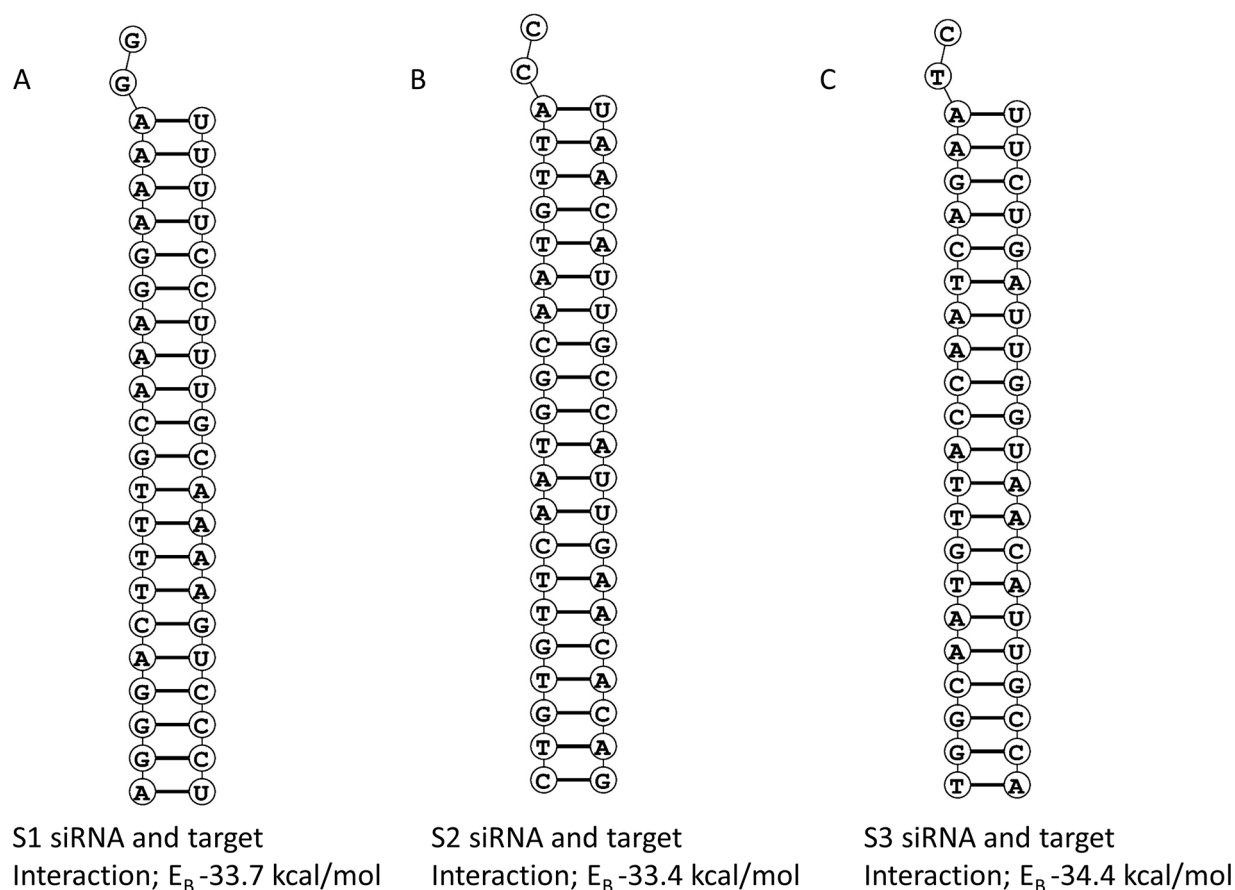 A
G
G
A U
A U
A U
A U
G C
G C
A U
A U
A U
C G
G C
T A
T A
T A
T A
C G
A U
G C
G C
G C
A U
S1 siRNA and target
Interaction; E_B -33.7 kcal/mol
B
C
C
A U
T A
T A
G C
T A
A U
A U
C G
G C
G C
T A
A U
A U
C G
T A
T A
G C
T A
G C
T A
C G
S2 siRNA and target
Interaction; E_B -33.4 kcal/mol
C
C
T
A U
A U
G C
A U
C G
T A
A U
A U
C G
C G
A U
T A
T A
G C
T A
A U
A U
C G
G C
G C
T A
S3 siRNA and target
Interaction; E_B -34.4 kcal/mol